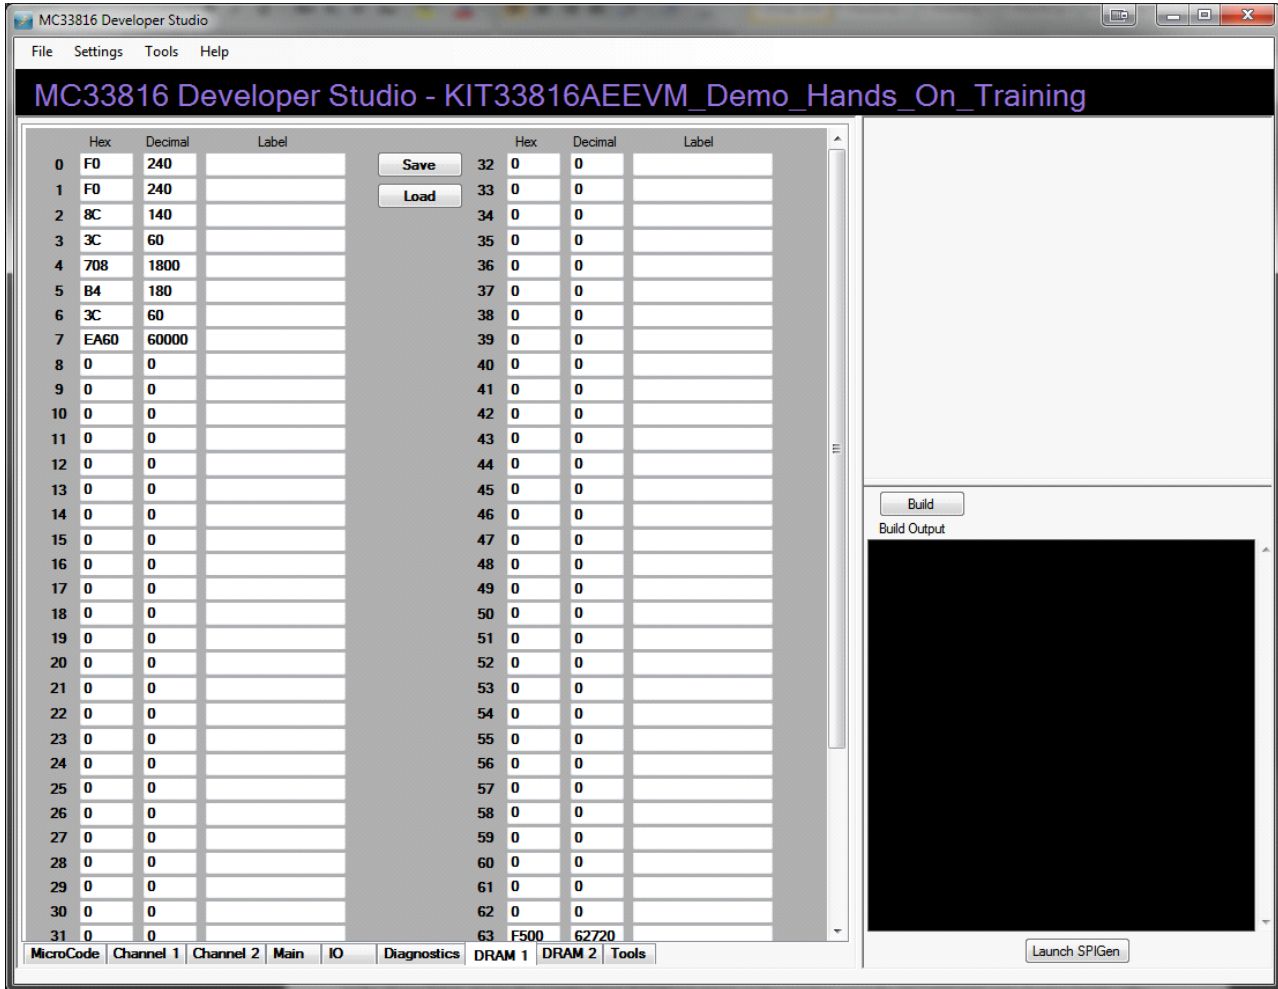 MC33816 Developer Studio
File Settings Tools Help
MC33816 Developer Studio - KIT33816AEEVM_Demo_Hands_On_Training
Hex Decimal Label Hex Decimal Label
0 F0 240 Save 32 0 0
1 F0 240 Load 33 0 0
2 8C 140 34 0 0
3 3C 60 35 0 0
4 708 1800 36 0 0
5 B4 180 37 0 0
6 3C 60 38 0 0
7 EA60 60000 39 0 0
8 0 0 40 0 0
9 0 0 41 0 0
10 0 0 42 0 0
11 0 0 43 0 0
12 0 0 44 0 0
13 0 0 45 0 0
14 0 0 46 0 0
15 0 0 47 0 0
16 0 0 48 0 0
17 0 0 49 0 0
18 0 0 50 0 0
19 0 0 51 0 0
20 0 0 52 0 0
21 0 0 53 0 0
22 0 0 54 0 0
23 0 0 55 0 0
24 0 0 56 0 0
25 0 0 57 0 0
26 0 0 58 0 0
27 0 0 59 0 0
28 0 0 60 0 0
29 0 0 61 0 0
30 0 0 62 0 0
31 0 0 63 F500 62720
MicroCode Channel 1 Channel 2 Main IO Diagnostics DRAM 1 DRAM 2 Tools
Build
Build Output
Launch SPIGen